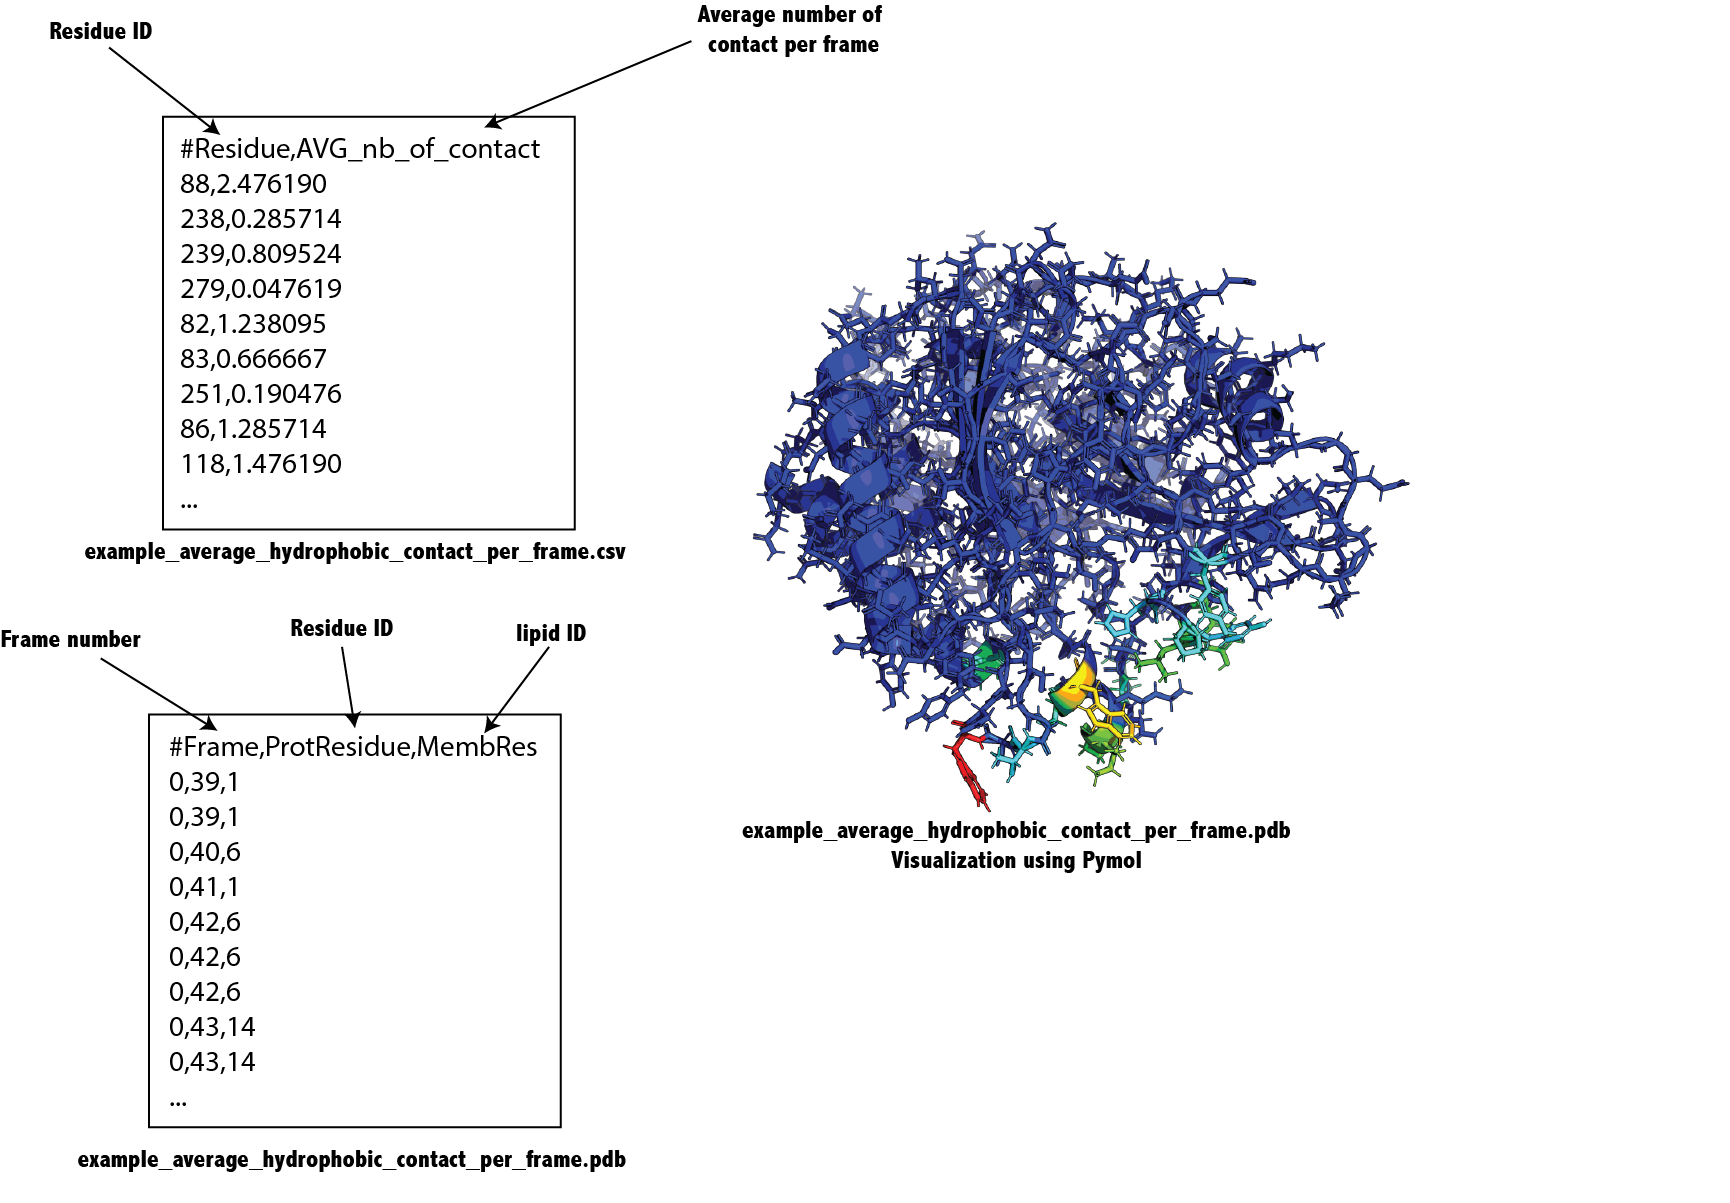 Residue ID
Average number of
contact per frame
#Residue,AVG_nb_of_contact
88,2.476190
238,0.285714
239,0.809524
279,0.047619
82,1.238095
83,0.666667
251,0.190476
86,1.285714
118,1.476190
...
example_average_hydrophobic_contact_per_frame.csv
Frame number
Residue ID
lipid ID
#Frame,ProtResidue,MembRes
0,39,1
0,39,1
0,40,6
0,41,1
0,42,6
0,42,6
0,42,6
0,43,14
0,43,14
...
example_average_hydrophobic_contact_per_frame.pdb
example_average_hydrophobic_contact_per_frame.pdb
Visualization using Pymol